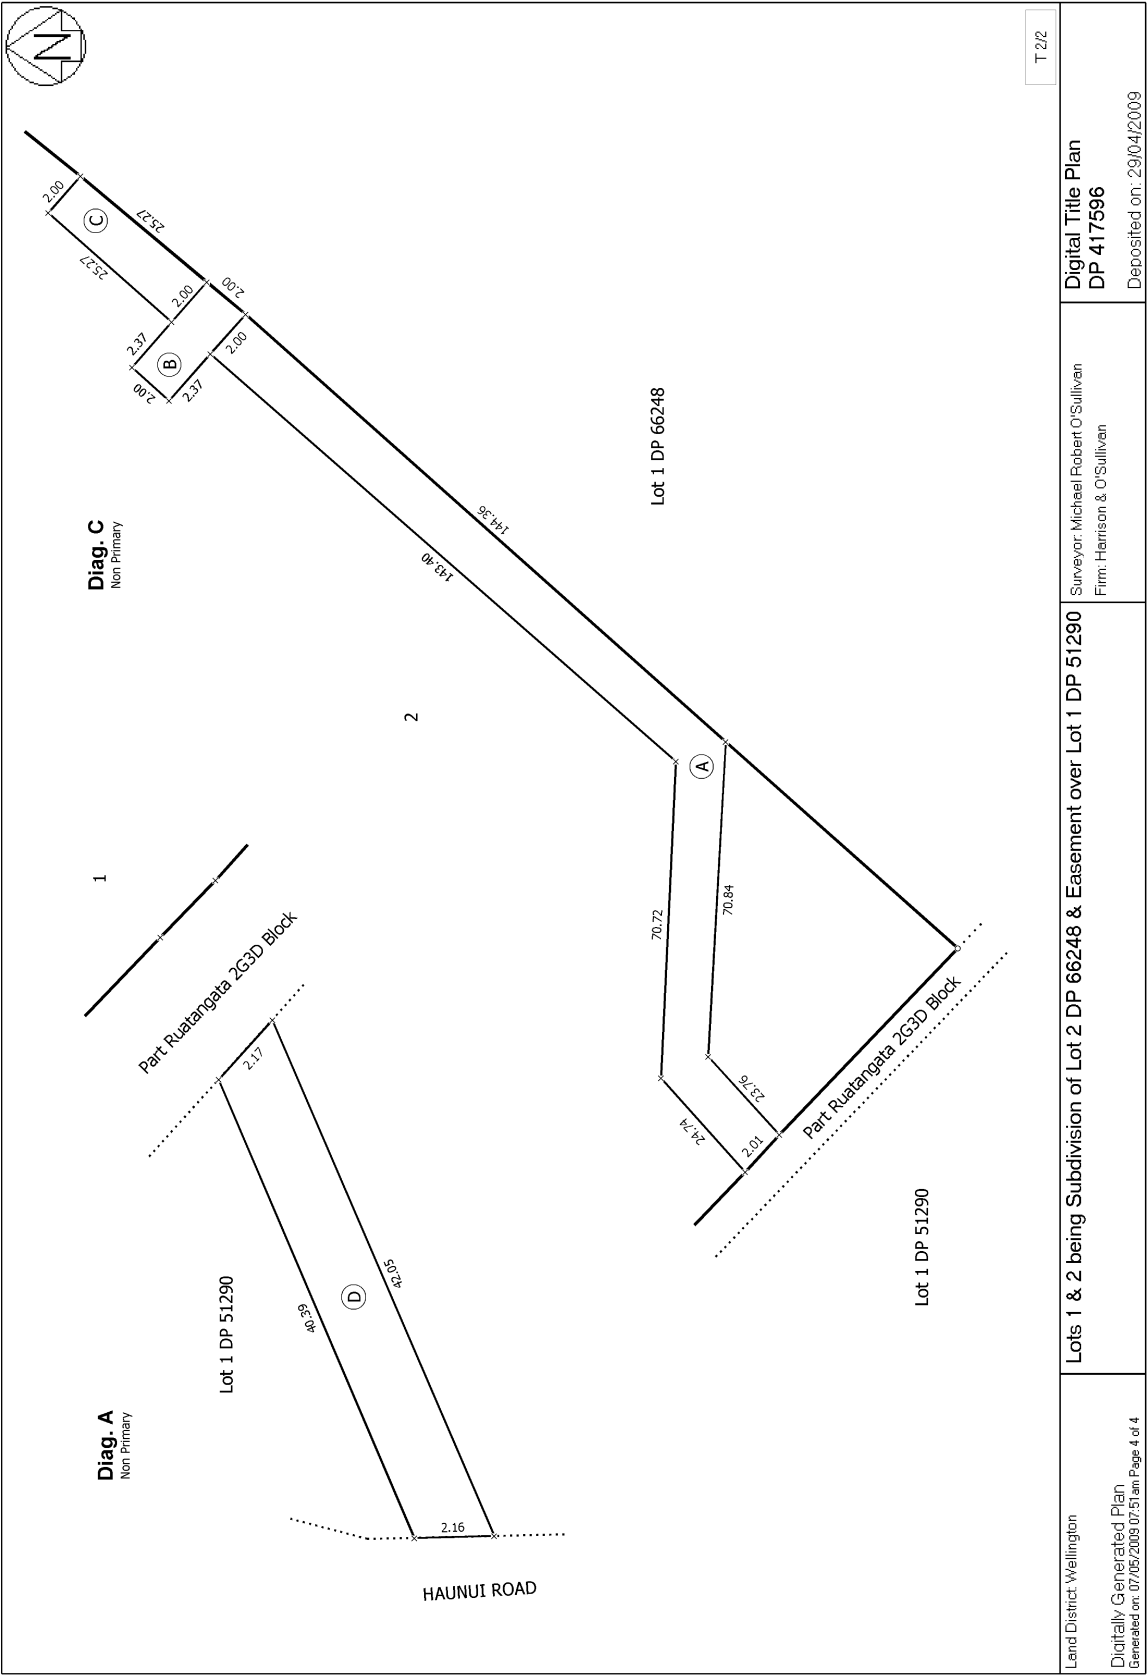 N
T 2/2
Diag. A
Non Primary
Lot 1 DP 51290
40.39
D
42.05
2.16
2.17
HAUNUI ROAD
Part Ruatangata 2G3D Block
1
2
Diag. C
Non Primary
2.00
C
25.27
25.27
2.00
2.00
2.37
B
2.00
2.37
2.00
143.40
144.36
Lot 1 DP 66248
A
70.72
70.84
24.74
23.76
2.01
Part Ruatangata 2G3D Block
Lot 1 DP 51290
Land District: Wellington
Digitally Generated Plan
Generated on: 07/05/2009 07:51am Page 4 of 4
Lots 1 & 2 being Subdivision of Lot 2 DP 66248 & Easement over Lot 1 DP 51290
Surveyor: Michael Robert O'Sullivan
Firm: Harrison & O'Sullivan
Digital Title Plan
DP 417596
Deposited on: 29/04/2009